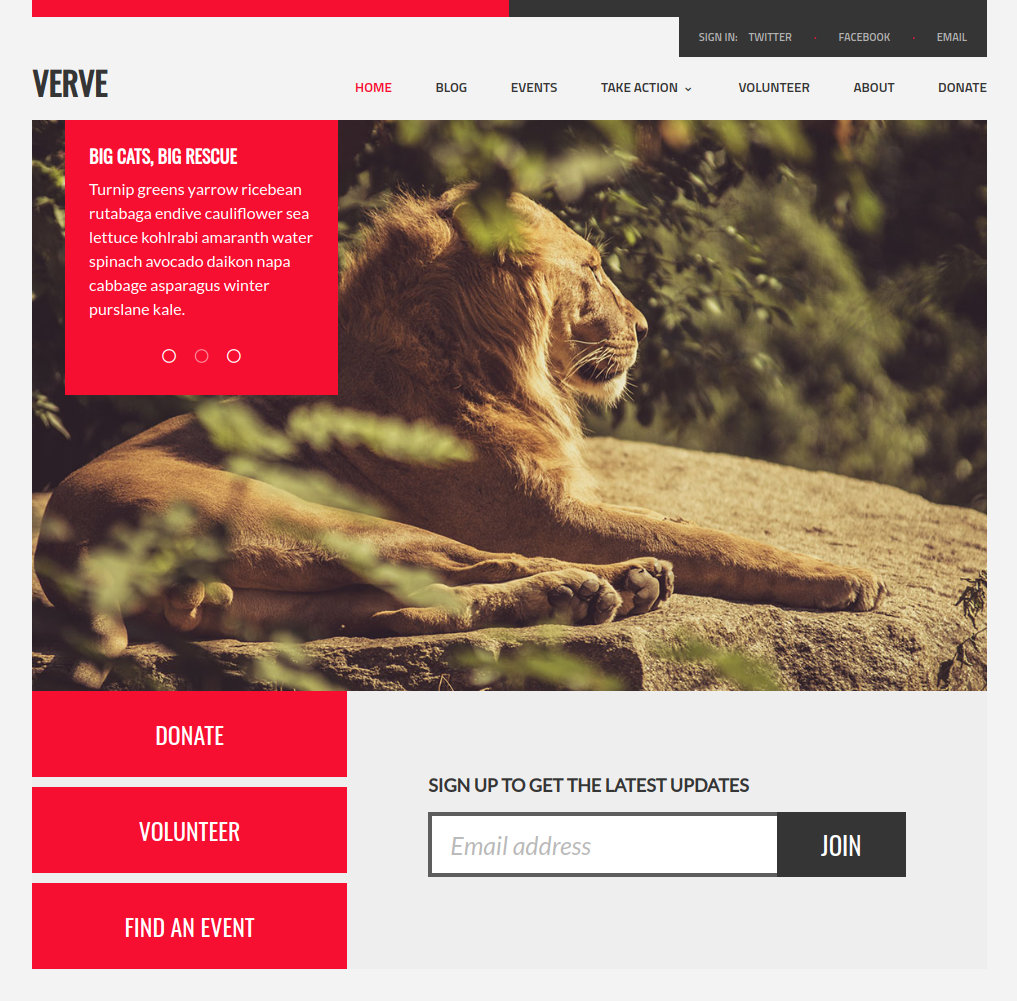 SIGN IN: TWITTER · FACEBOOK · EMAIL
VERVE
HOME BLOG EVENTS TAKE ACTION VOLUNTEER ABOUT DONATE
BIG CATS, BIG RESCUE
Turnip greens yarrow ricebean
rutabaga endive cauliflower sea
lettuce kohlrabi amaranth water
spinach avocado daikon napa
cabbage asparagus winter
purslane kale.
DONATE
VOLUNTEER
FIND AN EVENT
SIGN UP TO GET THE LATEST UPDATES
Email address
JOIN